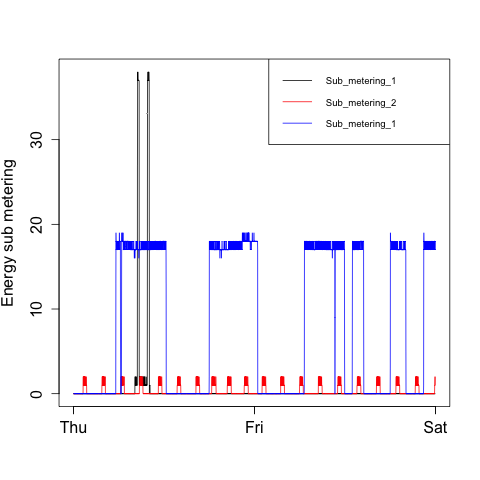 Sub_metering_1
Sub_metering_2
Sub_metering_1
Energy sub metering
30
20
10
0
Thu Fri Sat